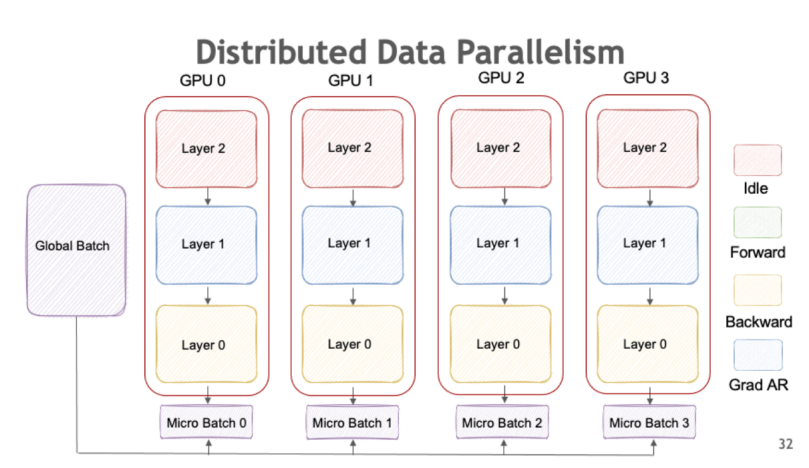 Distributed Data Parallelism
GPU 0
GPU 1
GPU 2
GPU 3
Layer 2
Layer 2
Layer 2
Layer 2
Global Batch
Layer 1
Layer 1
Layer 1
Layer 1
Layer 0
Layer 0
Layer 0
Layer 0
Micro Batch 0
Micro Batch 1
Micro Batch 2
Micro Batch 3
Idle
Forward
Backward
Grad AR
32